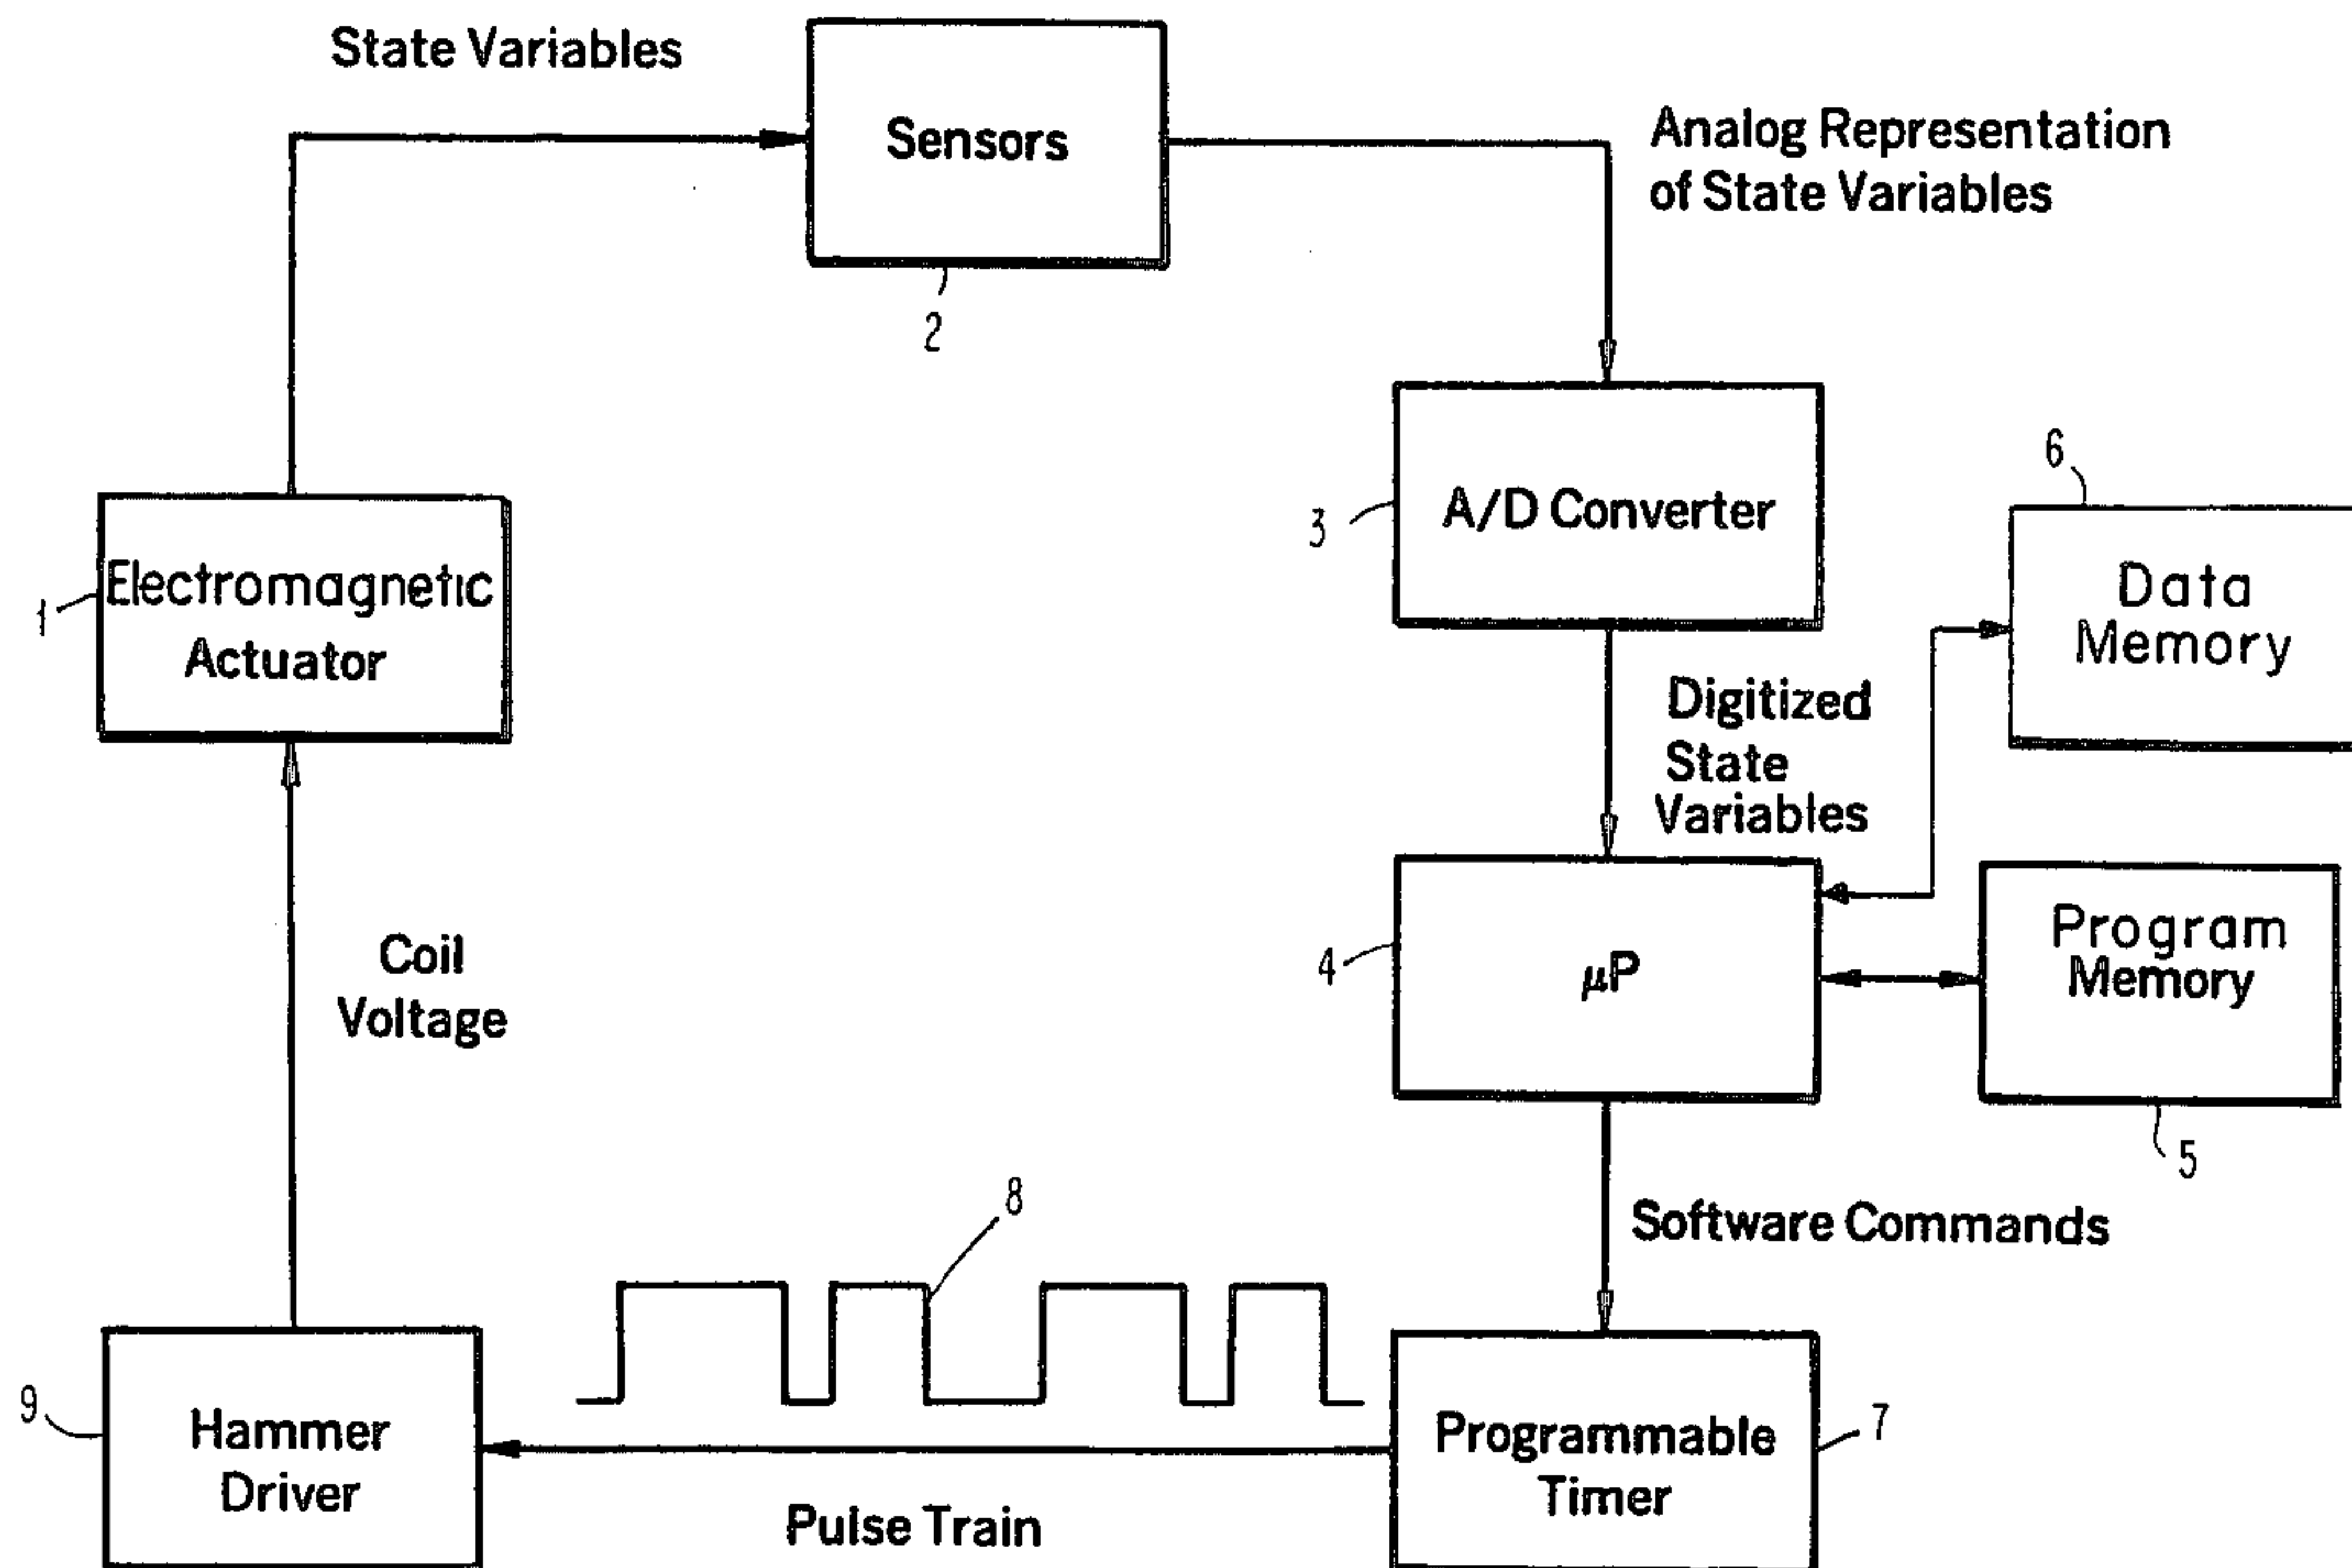 State Variables
Sensors
2
Analog Representation
of State Variables
A/D Converter
3
6
Data
Memory
Electromagnetic
Actuator
1
Digitized
State
Variables
μP
4
Program
Memory
5
Coil
Voltage
Software Commands
8
Hammer
Driver
9
Programmable
Timer
7
Pulse Train